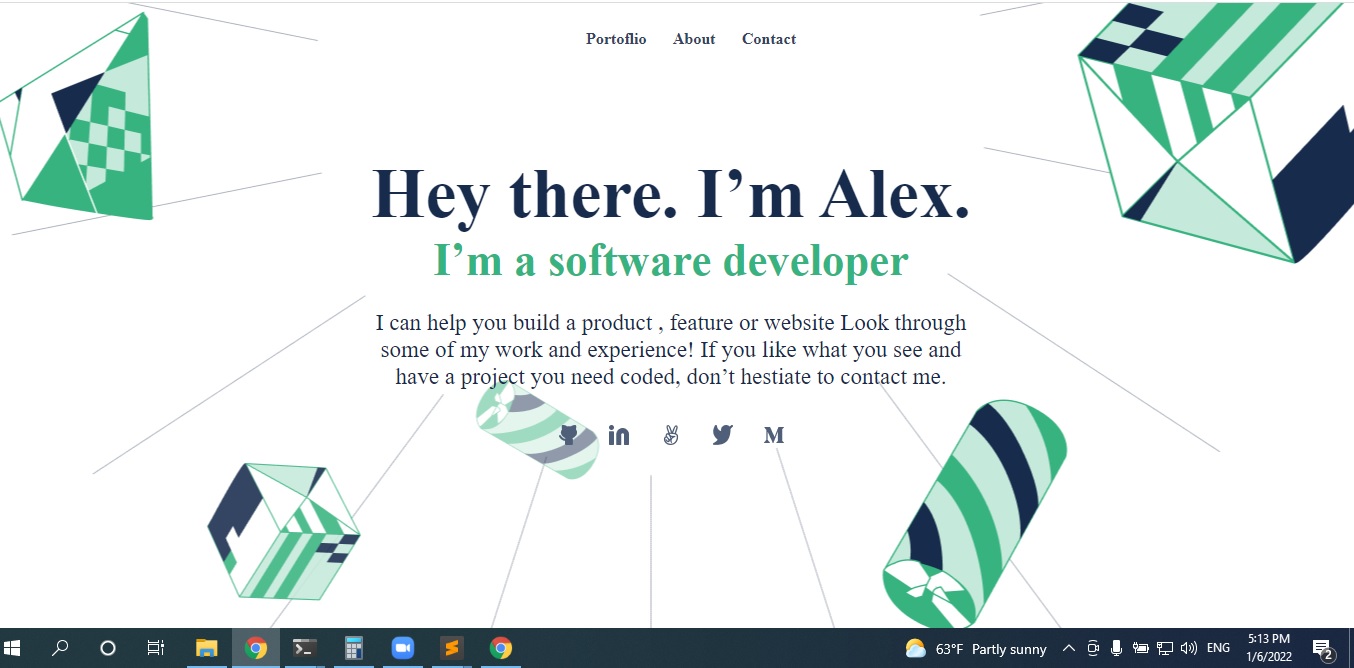 Portoflio About Contact
Hey there. I’m Alex.
I’m a software developer
I can help you build a product , feature or website Look through
some of my work and experience! If you like what you see and
have a project you need coded, don’t hestiate to contact me.
in M
63°F Partly sunny ENG 5:13 PM
1/6/2022
2